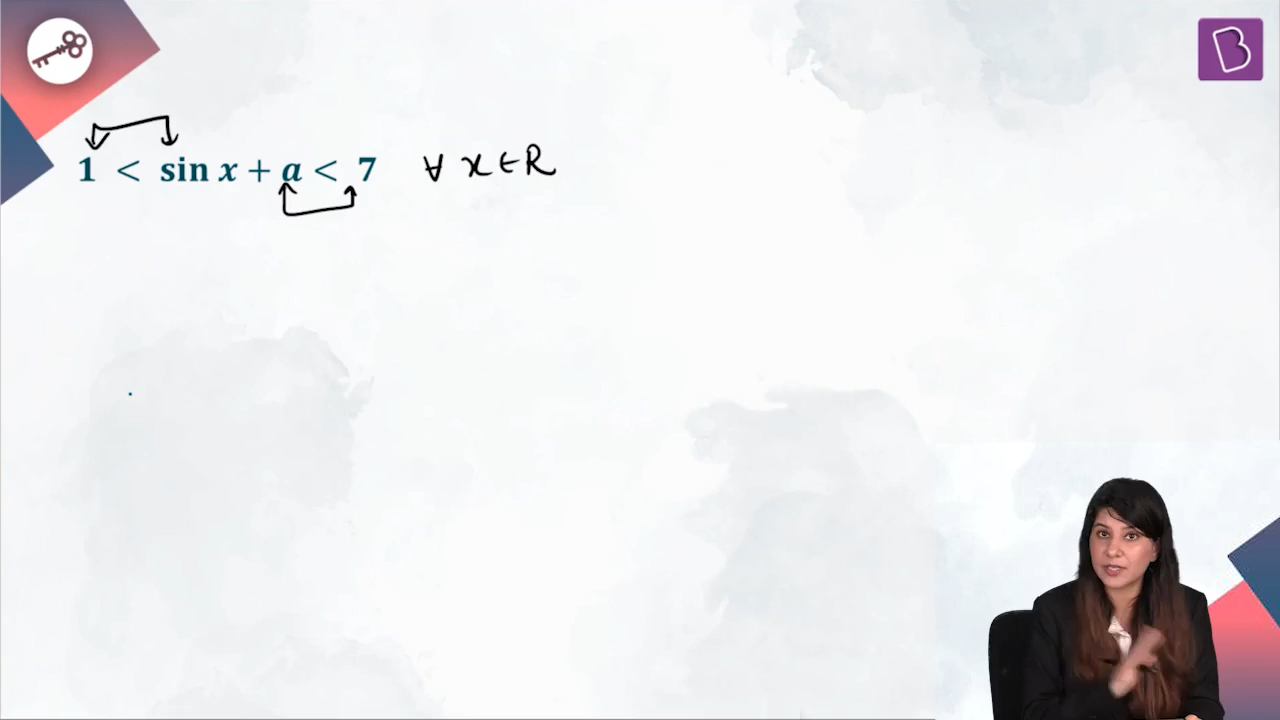 1 < sin x + a < 7 ∀ x ∈ R